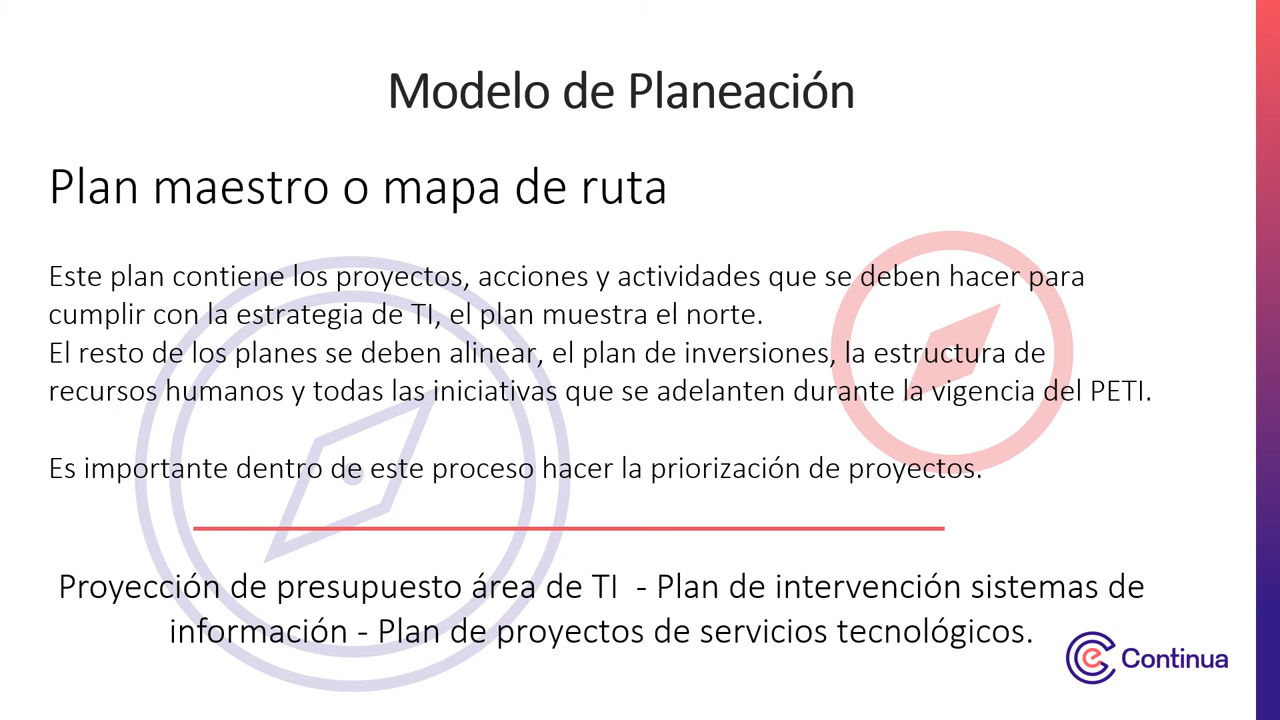 Modelo de Planeación
Plan maestro o mapa de ruta
Este plan contiene los proyectos, acciones y actividades que se deben hacer para
cumplir con la estrategia de TI, el plan muestra el norte.
El resto de los planes se deben alinear, el plan de inversiones, la estructura de
recursos humanos y todas las iniciativas que se adelanten durante la vigencia del PETI.
Es importante dentro de este proceso hacer la priorización de proyectos.
Proyección de presupuesto área de TI - Plan de intervención sistemas de
información - Plan de proyectos de servicios tecnológicos.
Continua